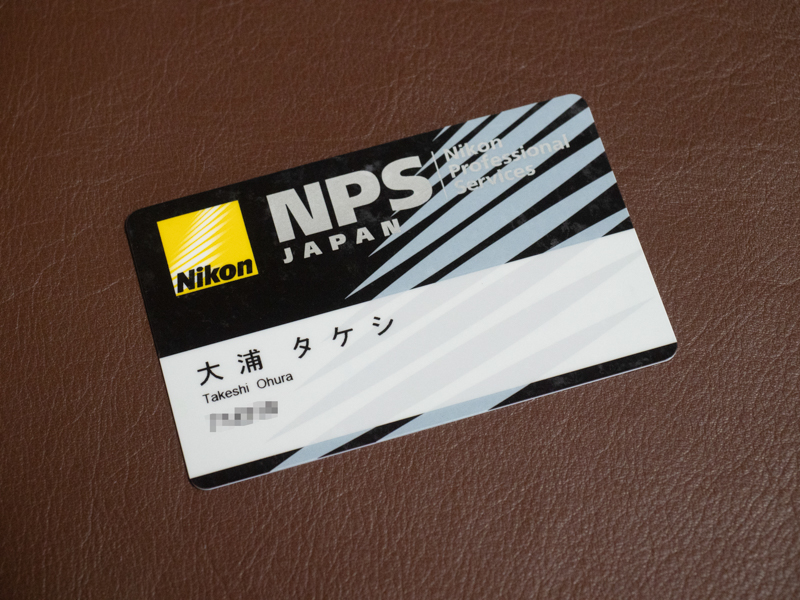 Nikon
NPS
JAPAN
Nikon
Professional
Services
大浦 タケシ
Takeshi Ohura